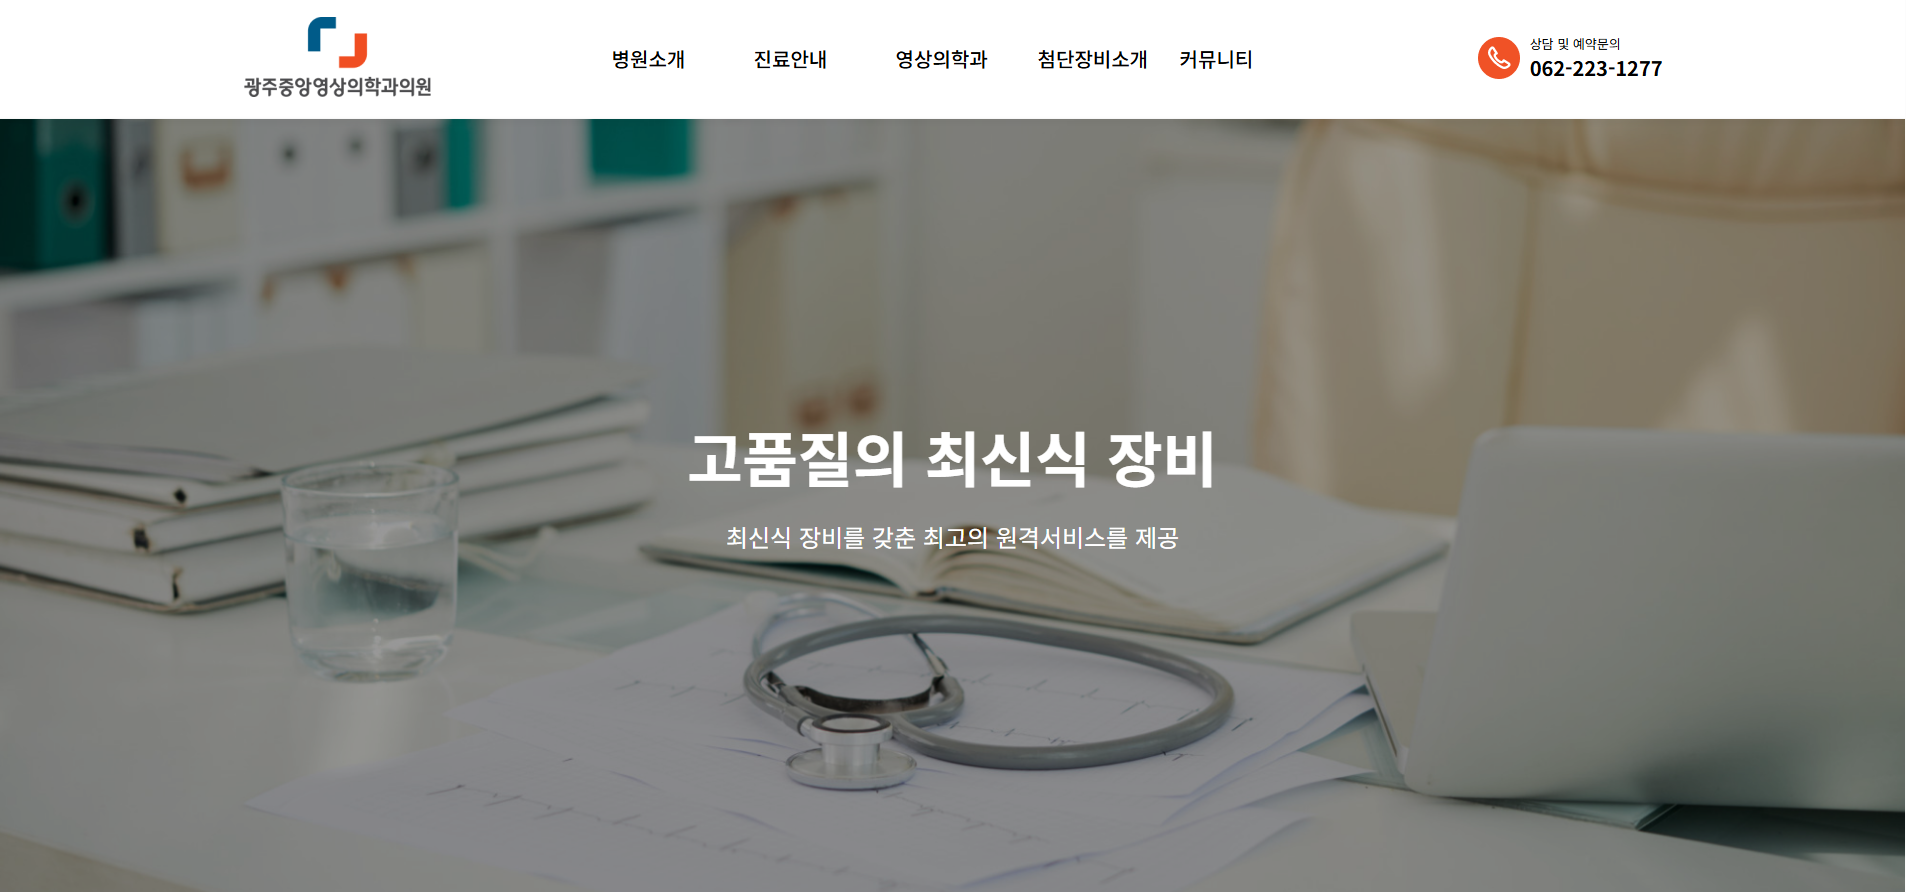 광주중앙영상의학과의원
병원소개
진료안내
영상의학과
첨단장비소개
커뮤니티
상담 및 예약문의
062-223-1277
고품질의 최신식 장비
최신식 장비를 갖춘 최고의 원격서비스를 제공